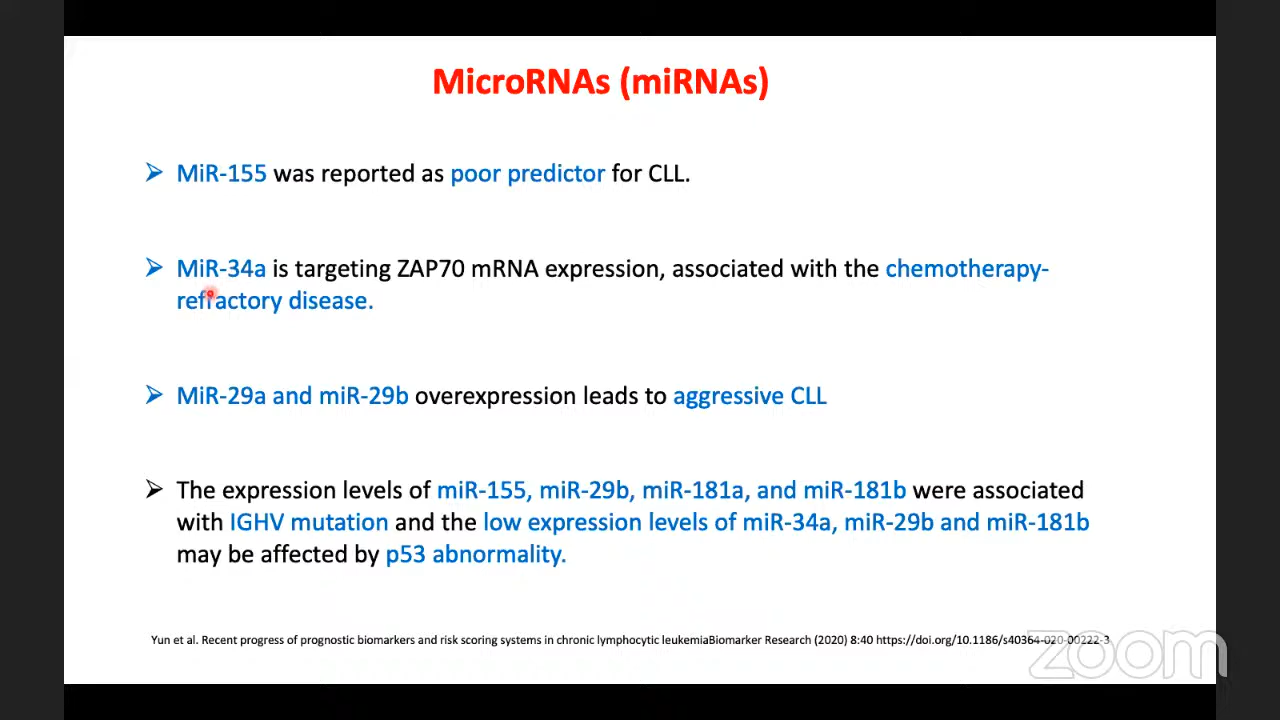 MicroRNAs (miRNAs)
➢ MiR-155 was reported as poor predictor for CLL.
➢ MiR-34a is targeting ZAP70 mRNA expression, associated with the chemotherapy-
refractory disease.
➢ MiR-29a and miR-29b overexpression leads to aggressive CLL
➢ The expression levels of miR-155, miR-29b, miR-181a, and miR-181b were associated
with IGHV mutation and the low expression levels of miR-34a, miR-29b and miR-181b
may be affected by p53 abnormality.
Yun et al. Recent progress of prognostic biomarkers and risk scoring systems in chronic lymphocytic leukemiaBiomarker Research (2020) 8:40 https://doi.org/10.1186/s40364-020-00222-3
zoom